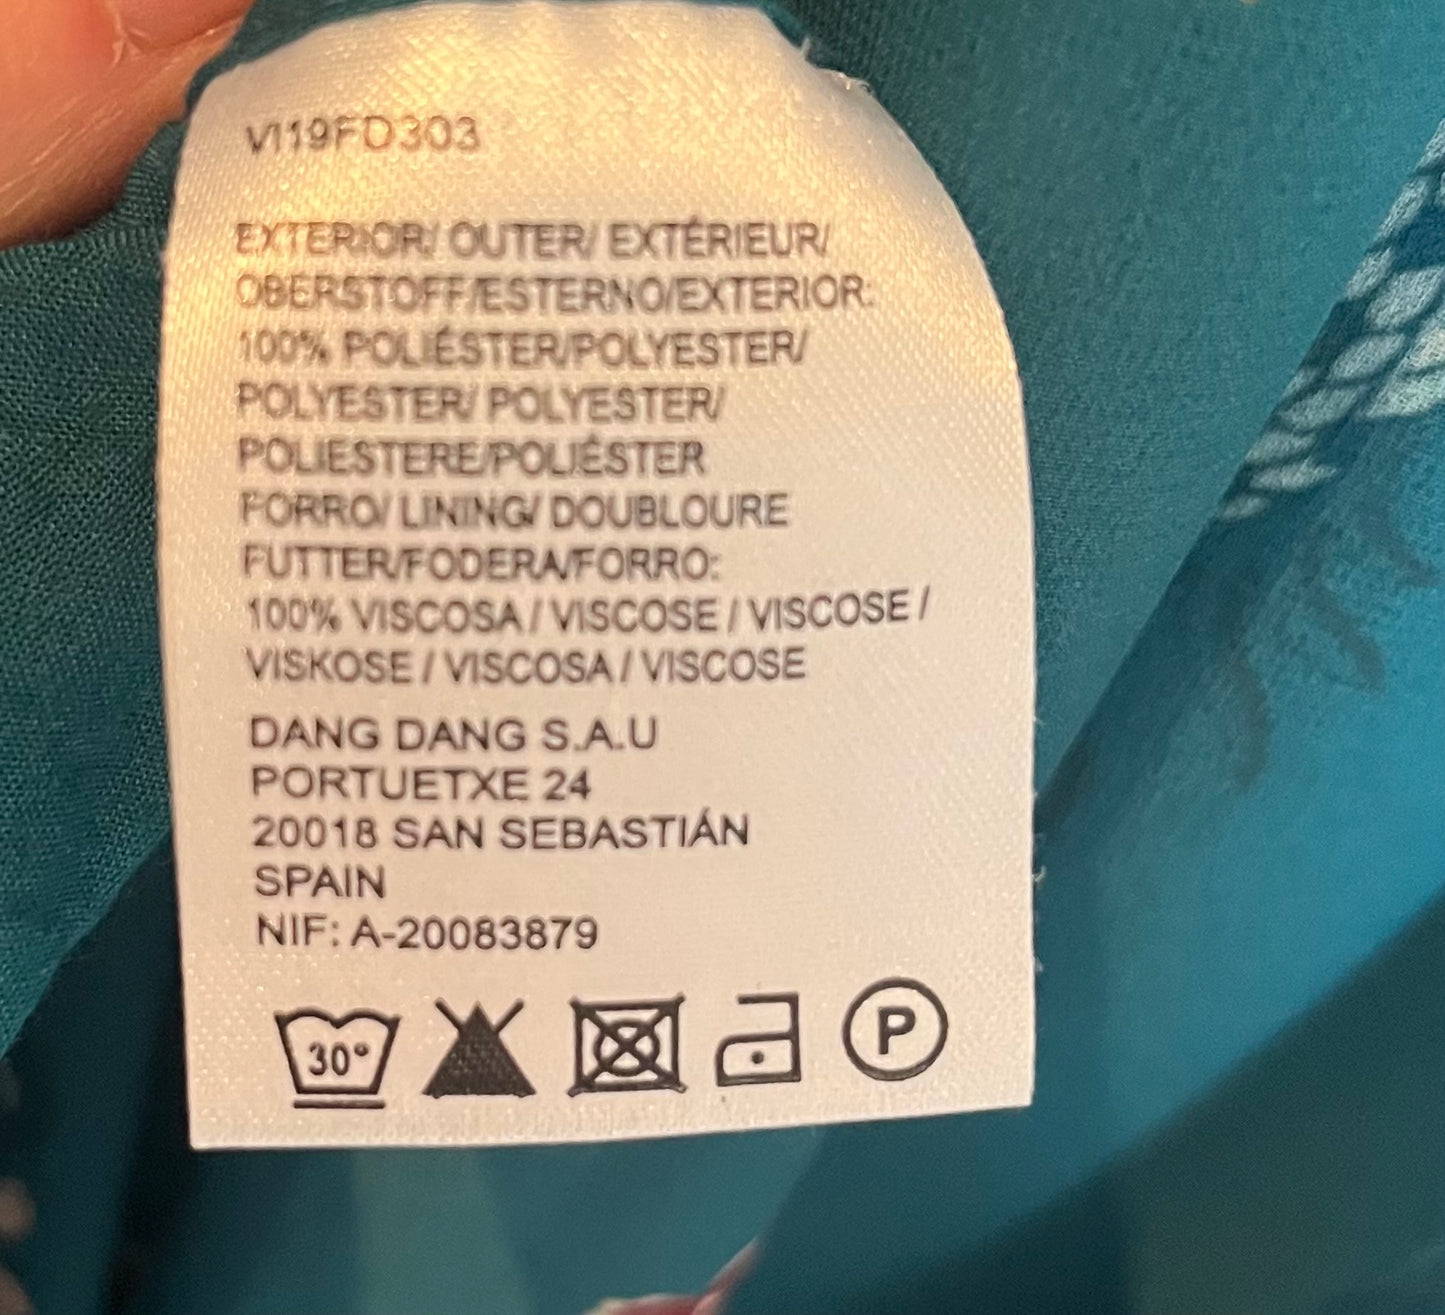 VI19FD303
EXTERIOR/ OUTER/ EXTÉRIEUR/
OBERSTOFF/ESTERNO/EXTERIOR:
100% POLIÉSTER/POLYESTER/
POLYESTER/ POLYESTER/
POLIESTERE/POLIÉSTER
FORRO/ LINING/ DOUBLOURE
FUTTER/FODERA/FORRO:
100% VISCOSA / VISCOSE / VISCOSE /
VISKOSE / VISCOSA / VISCOSE
DANG DANG S.A.U
PORTUETXE 24
20018 SAN SEBASTIÁN
SPAIN
NIF: A-20083879
30° P